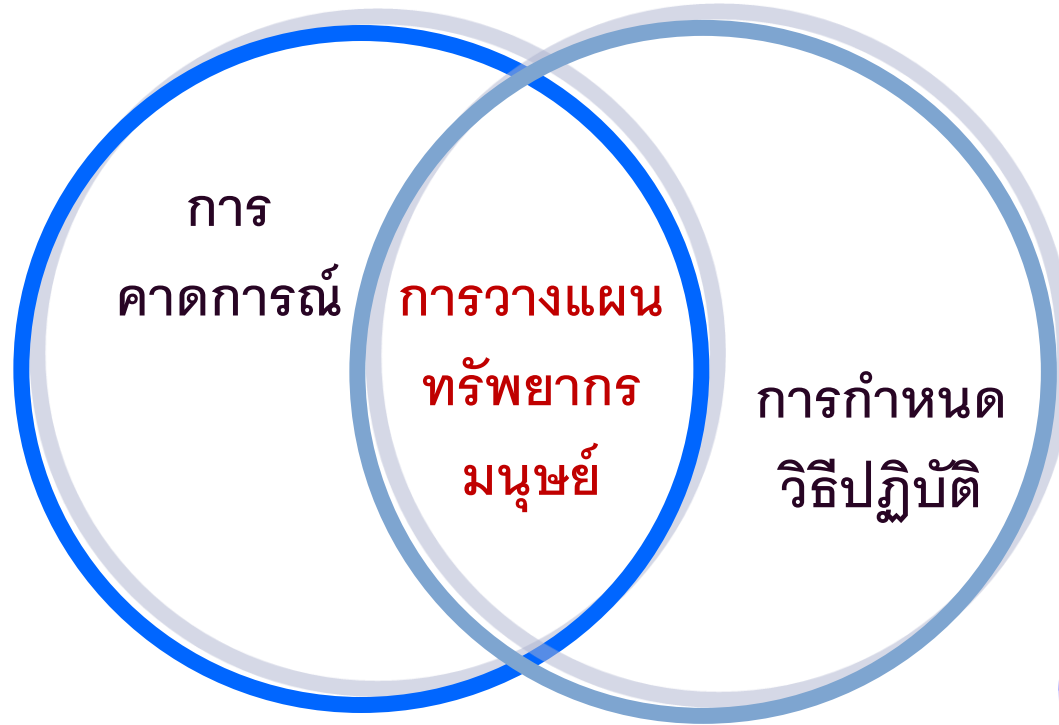 การ
คาดการณ์
การวางแผน
ทรัพยากร
มนุษย์
การกำหนด
วิธีปฏิบัติ